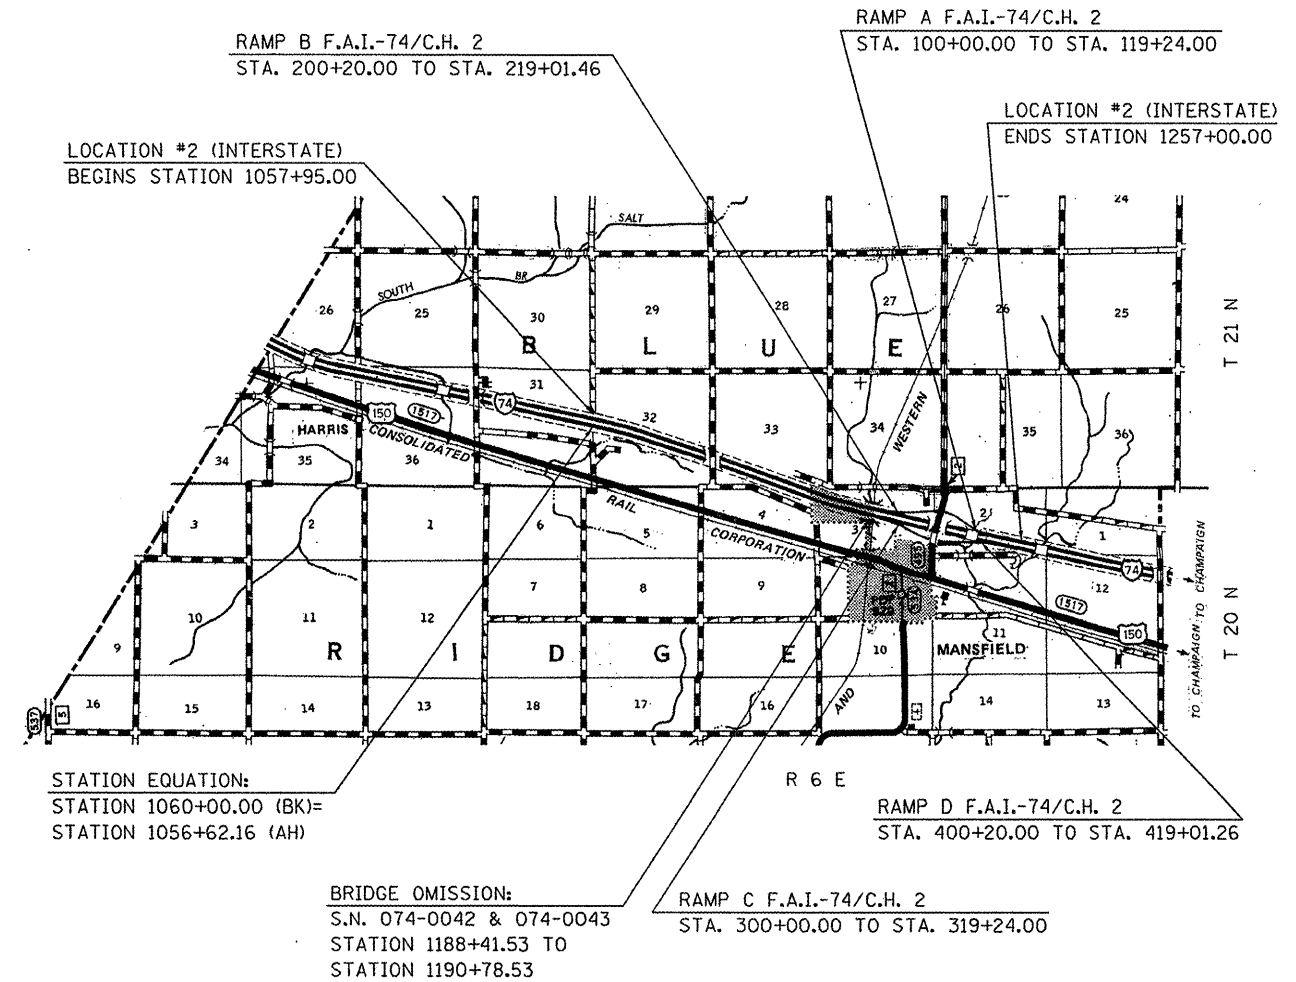 RAMP A F.A.I.-74/C.H. 2
STA. 100+00.00 TO STA. 119+24.00
RAMP B F.A.I.-74/C.H. 2
STA. 200+20.00 TO STA. 219+01.46
LOCATION #2 (INTERSTATE)
ENDS STATION 1257+00.00
LOCATION #2 (INTERSTATE)
BEGINS STATION 1057+95.00
24
SALT
BR
SOUTH
26 25 30 29 28 27 26 25
B L U E
T 21 N
31
32
74
150
1517
HARRIS
CONSOLIDATED
33 34 35 36
WESTERN
34 35 36
2
RAIL
CORPORATION
3 2 1 6 5 4 3 2 1
74
7 8 9 12
1517
150
10 11 12
9
R I D G E
10
11
MANSFIELD
T 20 N
TO CHAMPAIGN
TO CHAMPAIGN
16 15 14 13 18 17 16 14 13
AND
537
5
R 6 E
STATION EQUATION:
STATION 1060+00.00 (BK)=
STATION 1056+62.16 (AH)
RAMP D F.A.I.-74/C.H. 2
STA. 400+20.00 TO STA. 419+01.26
BRIDGE OMISSION:
S.N. 074-0042 & 074-0043
STATION 1188+41.53 TO
STATION 1190+78.53
RAMP C F.A.I.-74/C.H. 2
STA. 300+00.00 TO STA. 319+24.00